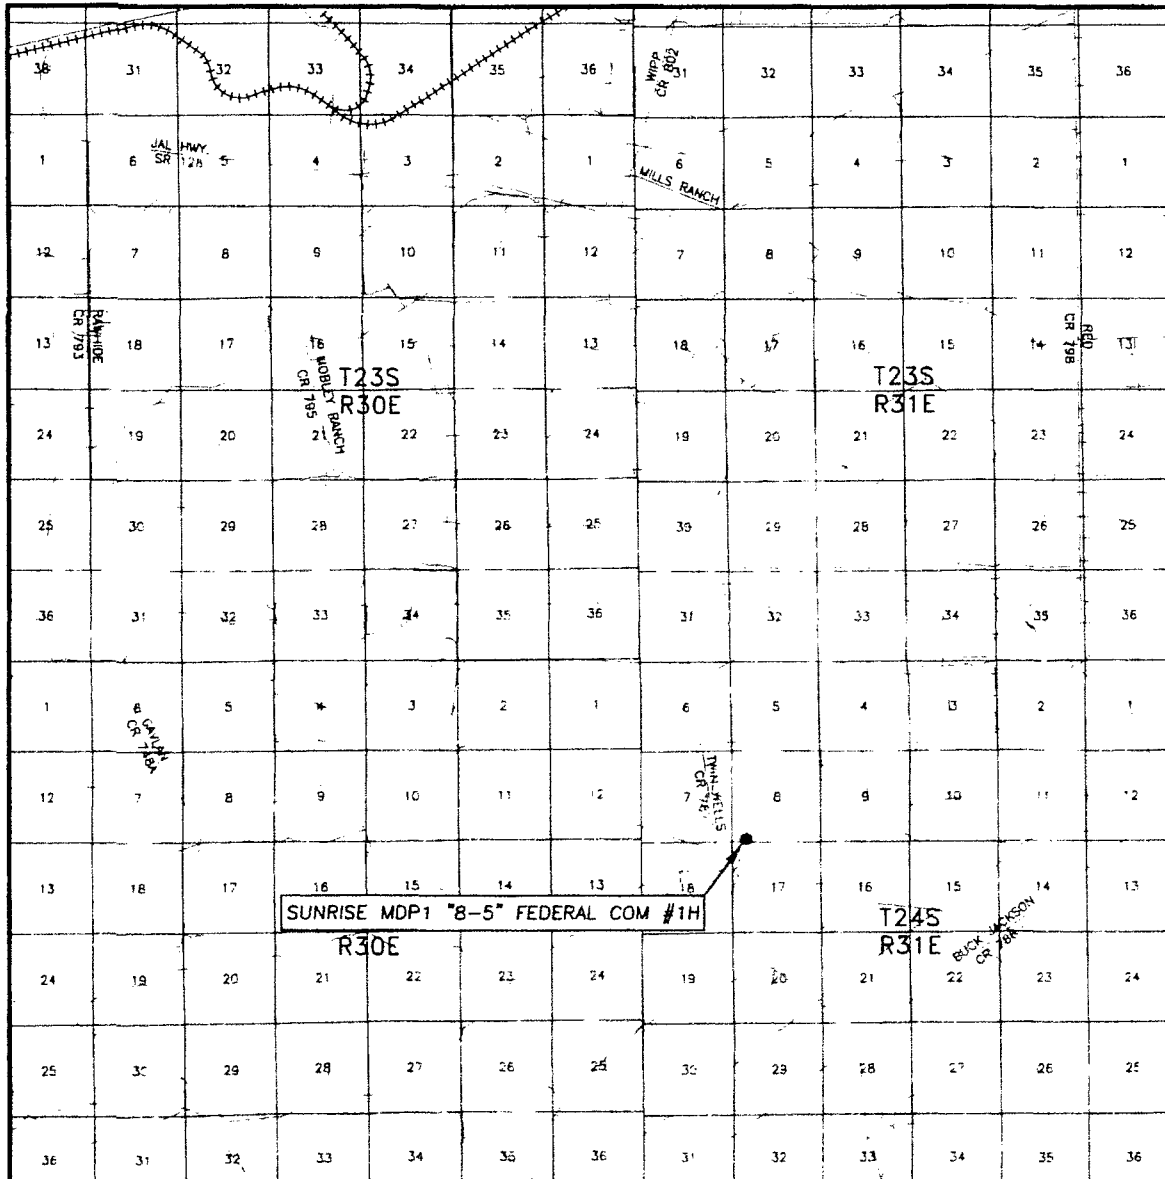 36 31 32 33 34 35 36 31 32 33 34 35 36
WIPP
CR 802
1 6 5 4 3 2 1 6 5 4 3 2 1
JAL HWY.
SR 128
MILLS RANCH
12 7 8 9 10 11 12 7 8 9 10 11 12
13 18 17 16 15 14 13 18 17 16 15 14 13
RAWHIDE
CR 793
MOBLEY RANCH
CR 795
RED
CR 798
T23S
R30E
T23S
R31E
24 19 20 21 22 23 24 19 20 21 22 23 24
25 30 29 28 27 26 25 30 29 28 27 26 25
36 31 32 33 34 35 36 31 32 33 34 35 36
1 6 5 3 2 1 6 5 4 3 2 1
GAVILAN
CR 748A
12 7 8 9 10 11 12 7 8 9 10 11 12
TWIN WELLS
CR
13 18 17 16 15 14 13 18 17 16 15 14 13
SUNRISE MDP1 "8-5" FEDERAL COM #1H
R30E
T24S
R31E
BUCK JACKSON
CR
24 19 20 21 22 23 24 19 20 21 22 23 24
25 30 29 28 27 26 25 30 29 28 27 26 25
36 31 32 33 34 35 36 31 32 33 34 35 36